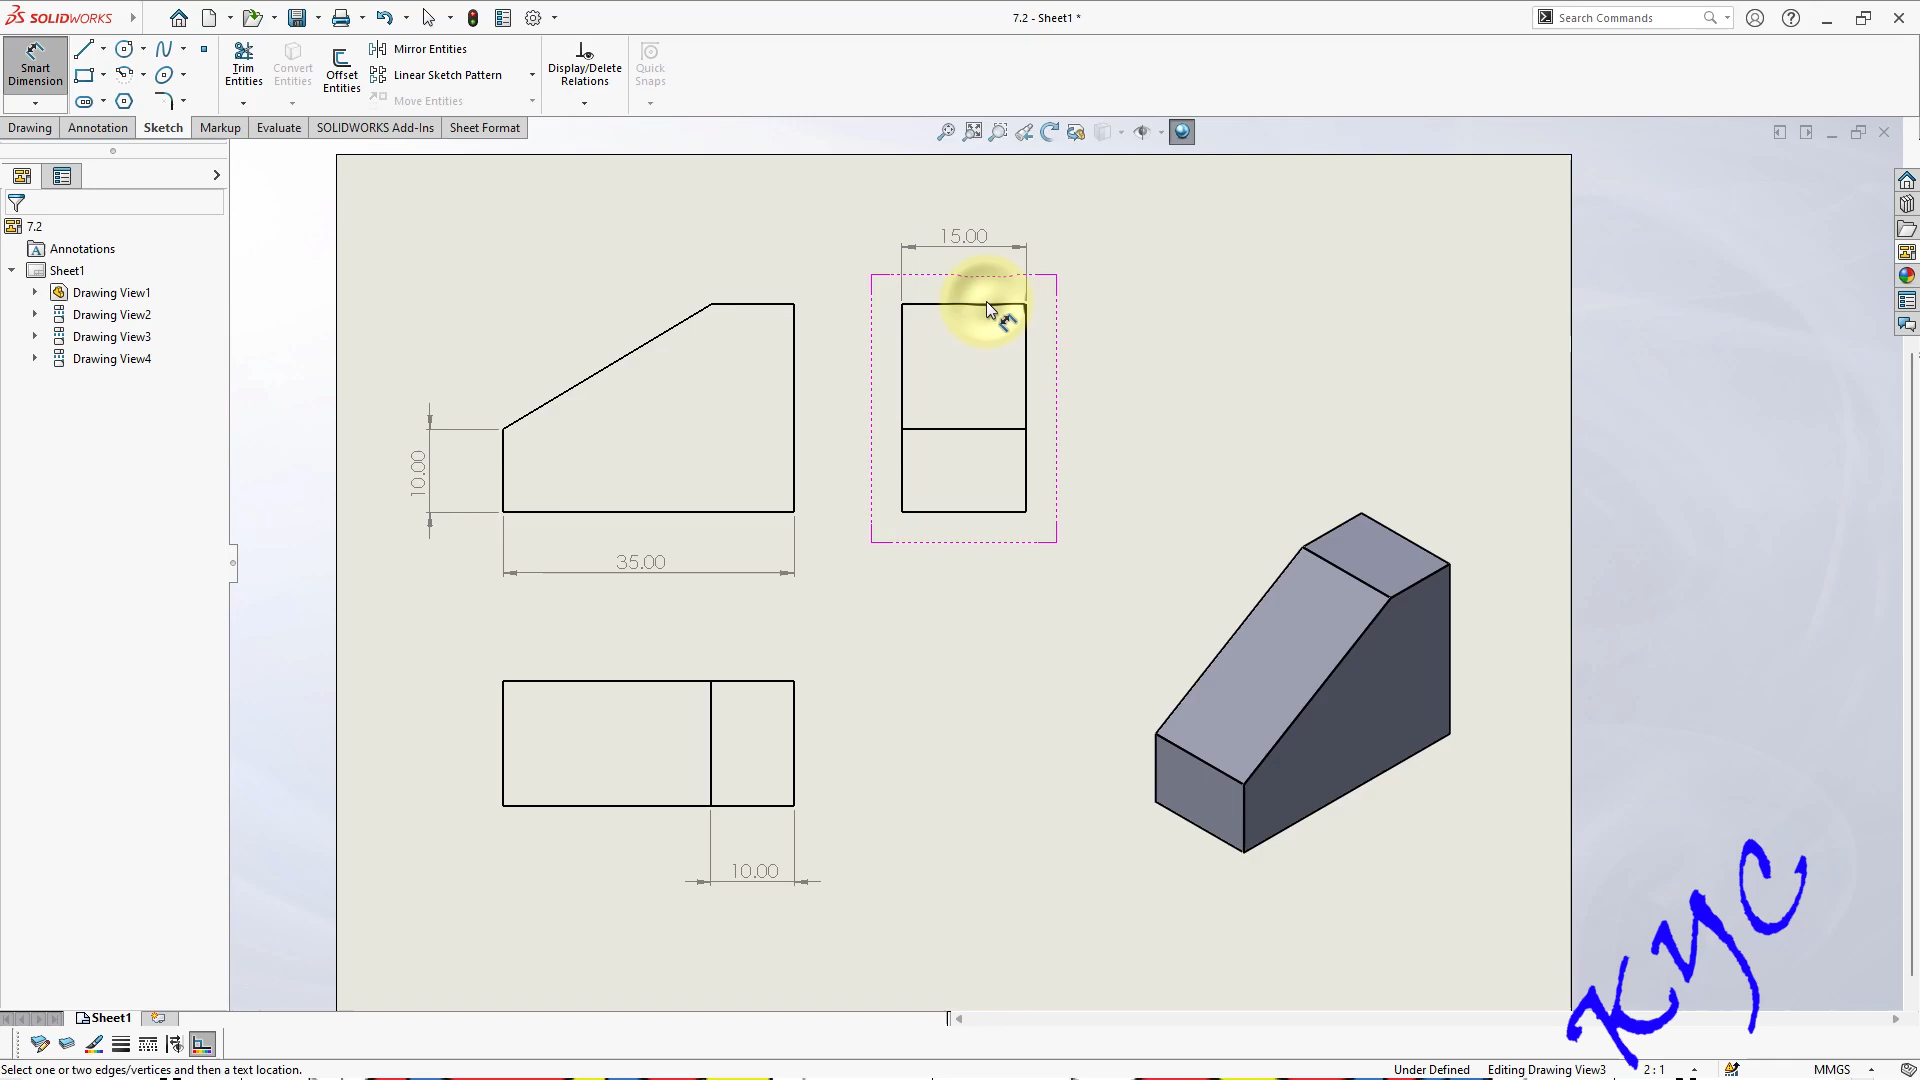 SOLIDWORKS
7.2 - Sheet1 *
Search Commands
Smart Dimension
Trim Entities
Convert Entities
Offset Entities
Mirror Entities
Linear Sketch Pattern
Move Entities
Display/Delete Relations
Quick Snaps
Drawing
Annotation
Sketch
Markup
Evaluate
SOLIDWORKS Add-Ins
Sheet Format
7.2
Annotations
Sheet1
Drawing View1
Drawing View2
Drawing View3
Drawing View4
15.00
10.00
35.00
10.00
KYC
Sheet1
Select one or two edges/vertices and then a text location.
Under Defined
Editing Drawing View3
2 : 1
MMGS